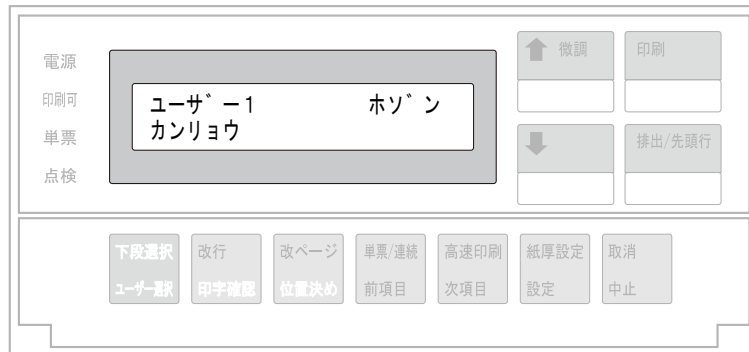 電源
印刷可
単票
点検
ユーザ゛ー1 ホゾ゛ン
カンリョウ
微調
印刷
排出/先頭行
下段選択
ユーザー選択
改行
印字確認
改ページ
位置決め
単票/連続
前項目
高速印刷
次項目
紙厚設定
設定
取消
中止